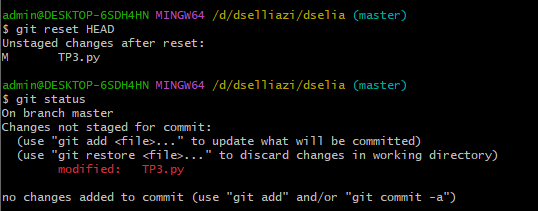 admin@DESKTOP-6SDH4HN MINGW64 /d/dselliazi/dselia (master)
$ git reset HEAD
Unstaged changes after reset:
M       TP3.py

admin@DESKTOP-6SDH4HN MINGW64 /d/dselliazi/dselia (master)
$ git status
On branch master
Changes not staged for commit:
  (use "git add <file>..." to update what will be committed)
  (use "git restore <file>..." to discard changes in working directory)
        modified:   TP3.py

no changes added to commit (use "git add" and/or "git commit -a")